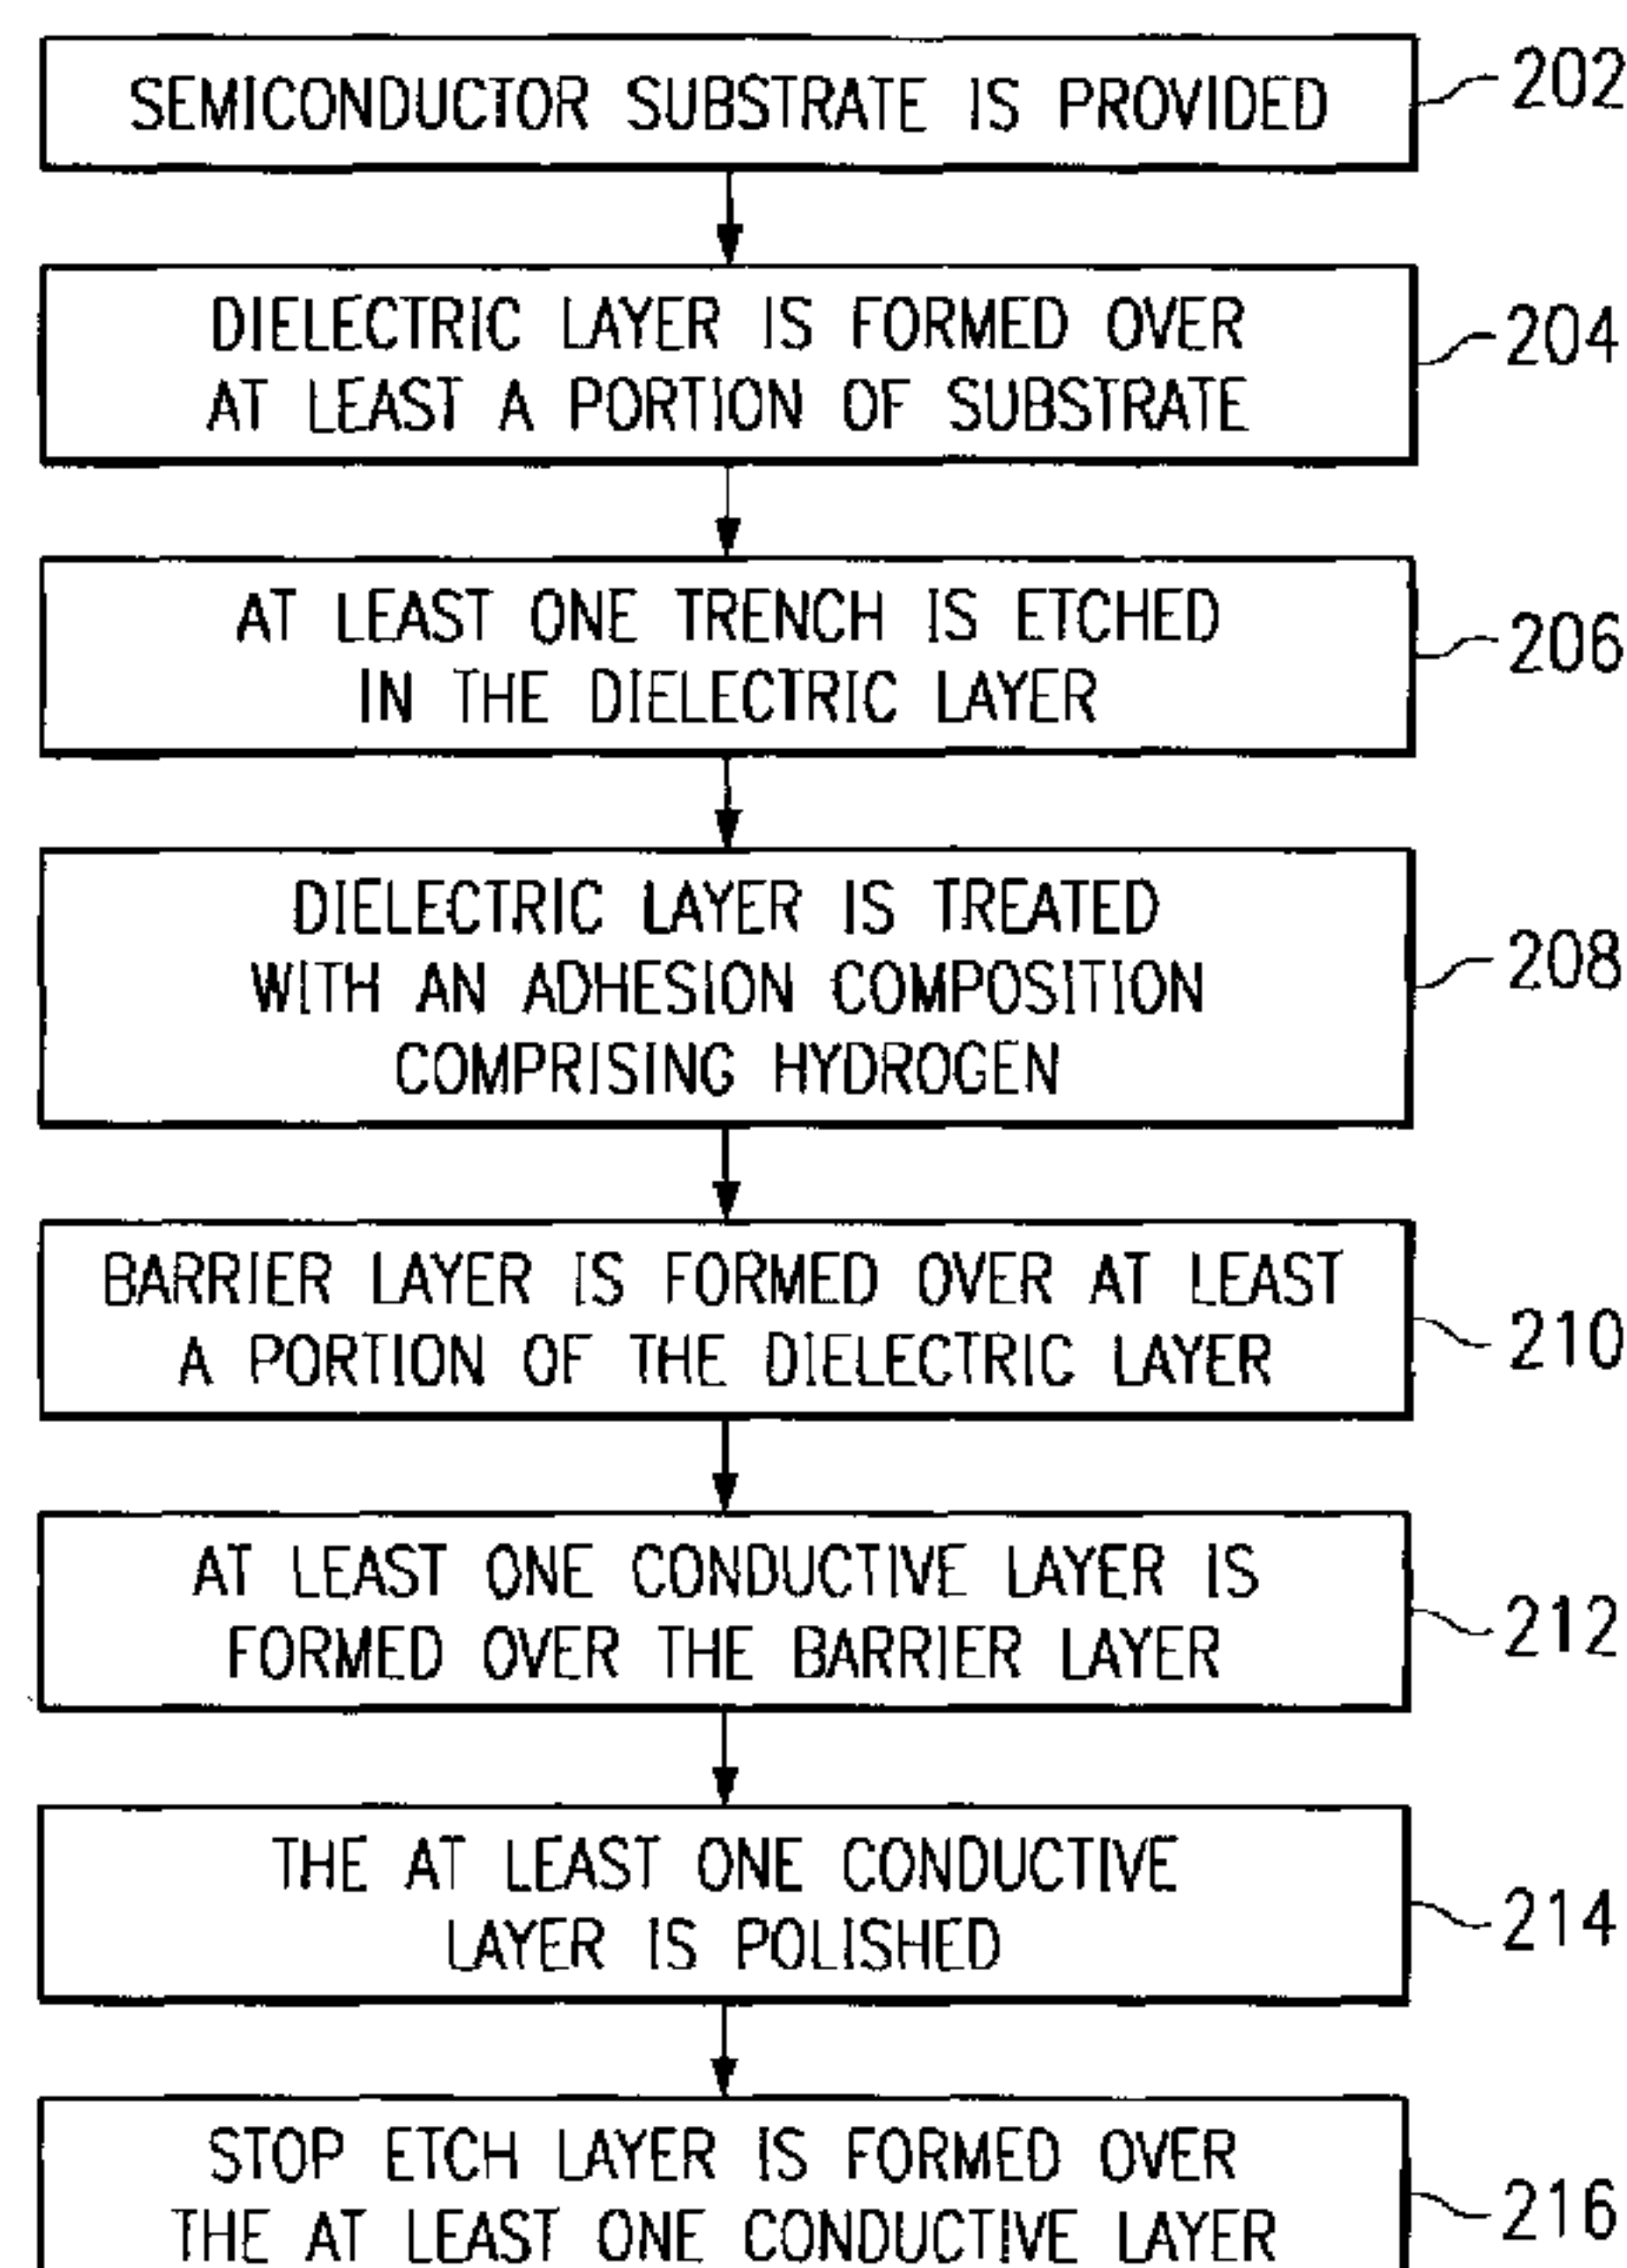 SEMICONDUCTOR SUBSTRATE IS PROVIDED
202
DIELECTRIC LAYER IS FORMED OVER
AT LEAST A PORTION OF SUBSTRATE
204
AT LEAST ONE TRENCH IS ETCHED
IN THE DIELECTRIC LAYER
206
DIELECTRIC LAYER IS TREATED
WITH AN ADHESION COMPOSITION
COMPRISING HYDROGEN
208
BARRIER LAYER IS FORMED OVER AT LEAST
A PORTION OF THE DIELECTRIC LAYER
210
AT LEAST ONE CONDUCTIVE LAYER IS
FORMED OVER THE BARRIER LAYER
212
THE AT LEAST ONE CONDUCTIVE
LAYER IS POLISHED
214
STOP ETCH LAYER IS FORMED OVER
THE AT LEAST ONE CONDUCTIVE LAYER
216